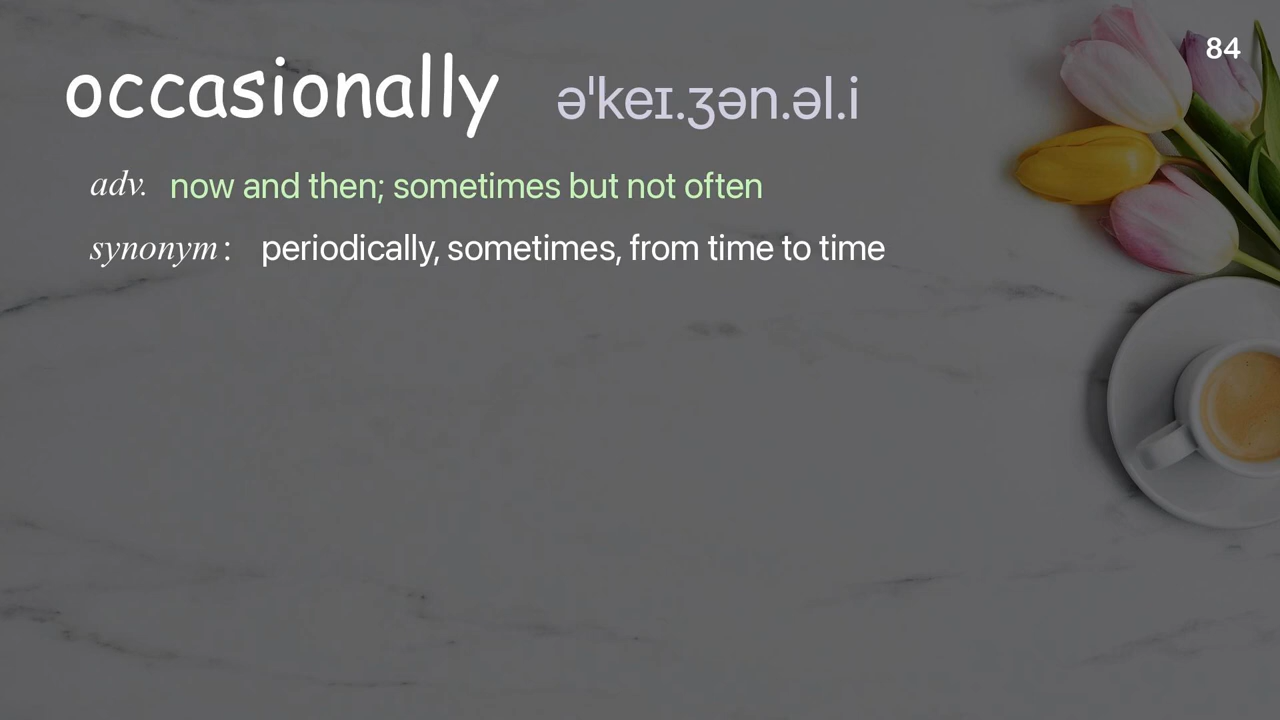 84
occasionally əˈkeɪ.ʒən.əl.i
adv. now and then; sometimes but not often
synonym: periodically, sometimes, from time to time